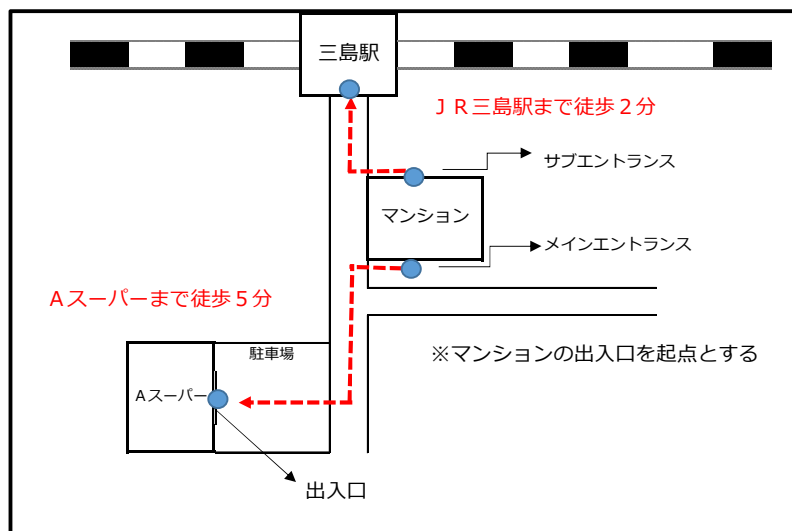 三島駅
ＪＲ三島駅まで徒歩２分
サブエントランス
マンション
メインエントランス
Ａスーパーまで徒歩５分
駐車場
※マンションの出入口を起点とする
Ａスーパー
出入口